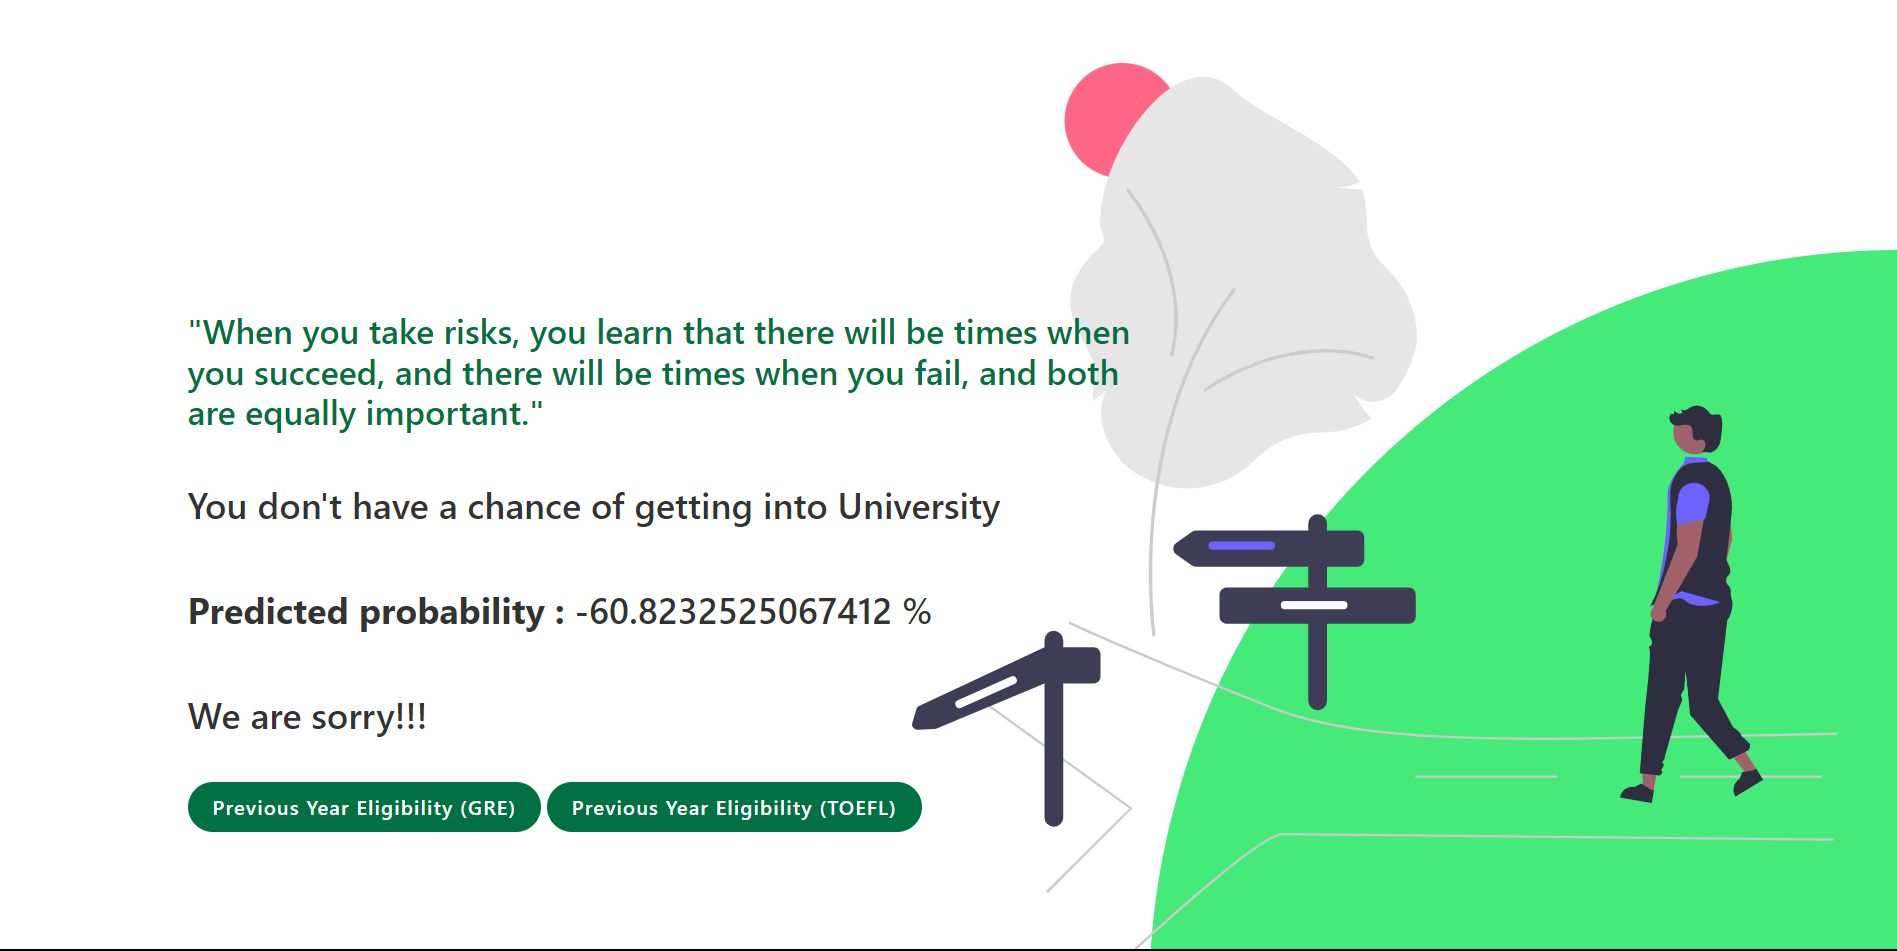 "When you take risks, you learn that there will be times when
you succeed, and there will be times when you fail, and both
are equally important."
You don't have a chance of getting into University
Predicted probability : -60.8232525067412 %
We are sorry!!!
Previous Year Eligibility (GRE) Previous Year Eligibility (TOEFL)